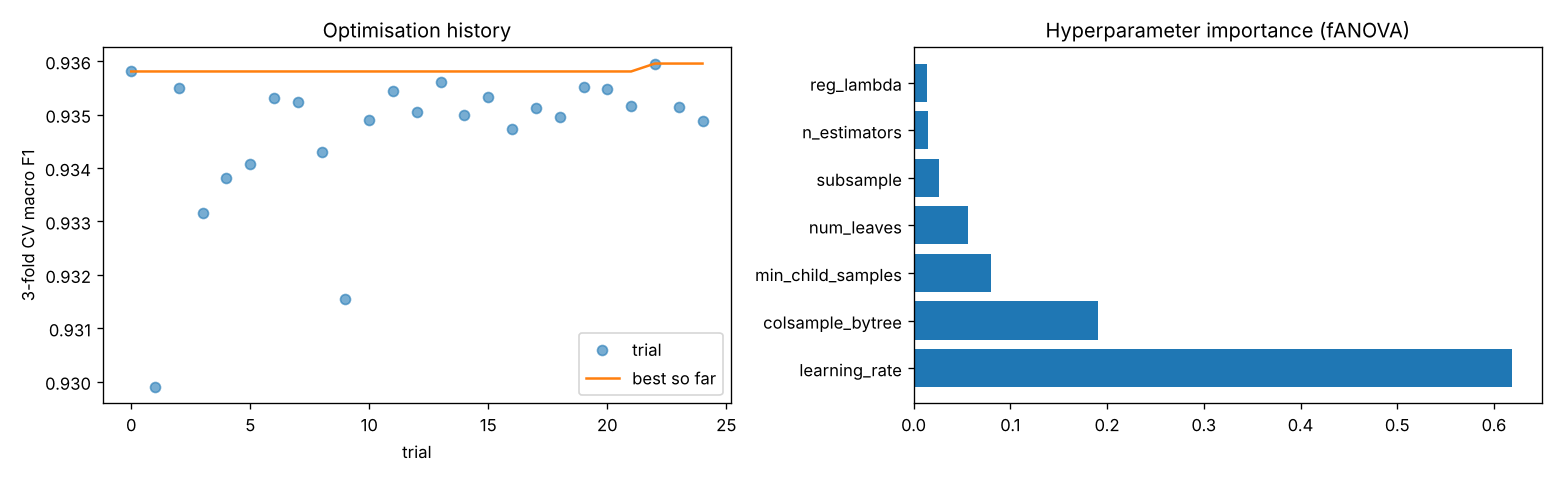 Optimisation history
3-fold CV macro F1
0.936
0.935
0.934
0.933
0.932
0.931
0.930
trial
best so far
0
5
10
15
20
25
trial
Hyperparameter importance (fANOVA)
reg_lambda
n_estimators
subsample
num_leaves
min_child_samples
colsample_bytree
learning_rate
0.0
0.1
0.2
0.3
0.4
0.5
0.6